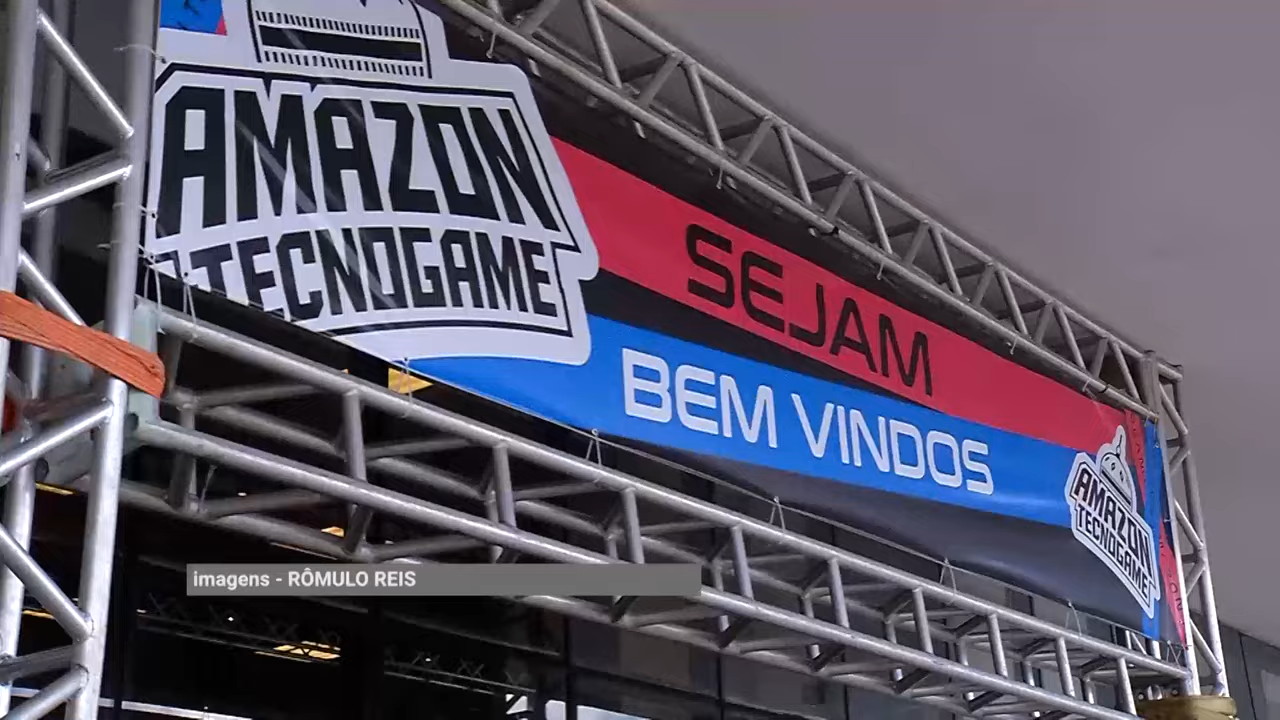 AMAZON
TECNOGAME
SEJAM
BEM VINDOS
AMAZON
TECNOGAME
imagens - RÔMULO REIS